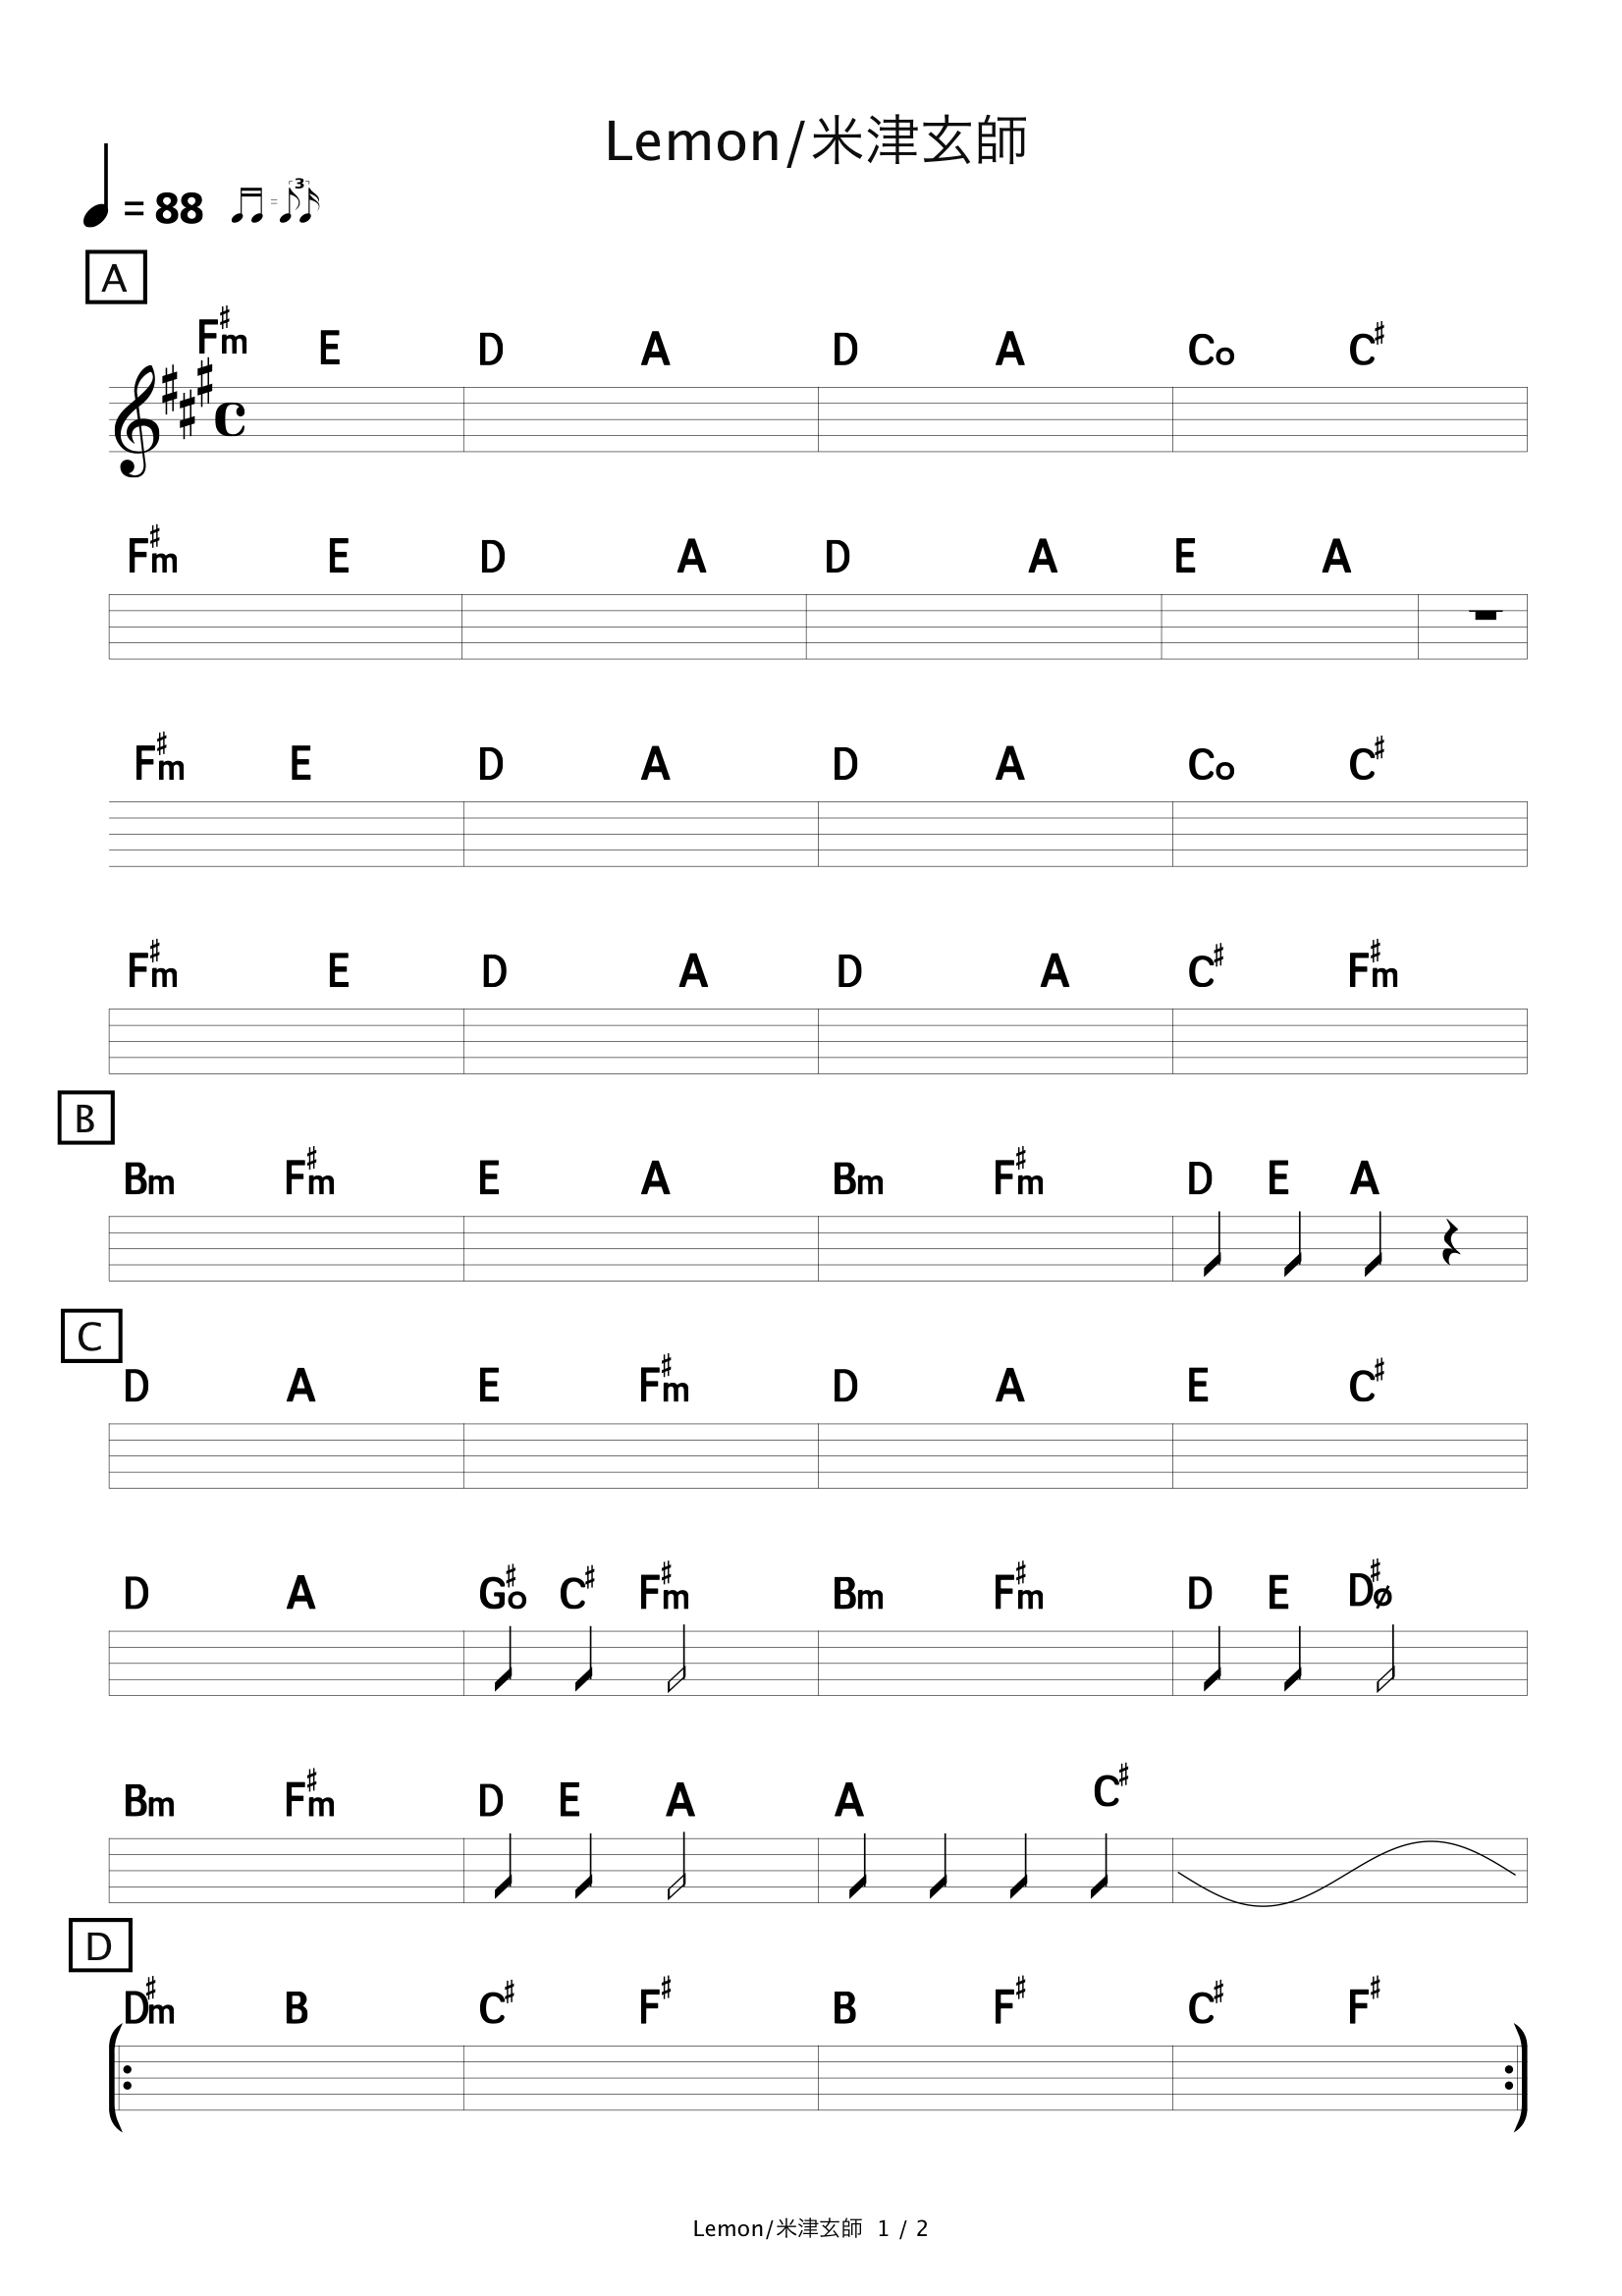 Lemon/米津玄師
= 88 = 3
A
F#m E D A D A Co C#
F#m E D A D A E A
F#m E D A D A Co C#
F#m E D A D A C# F#m
B
Bm F#m E A Bm F#m D E A
C
D A E F#m D A E C#
D A G#o C# F#m Bm F#m D E D#ø
Bm F#m D E A A C#
D
D#m B C# F# B F# C# F#
Lemon/米津玄師 1 / 2